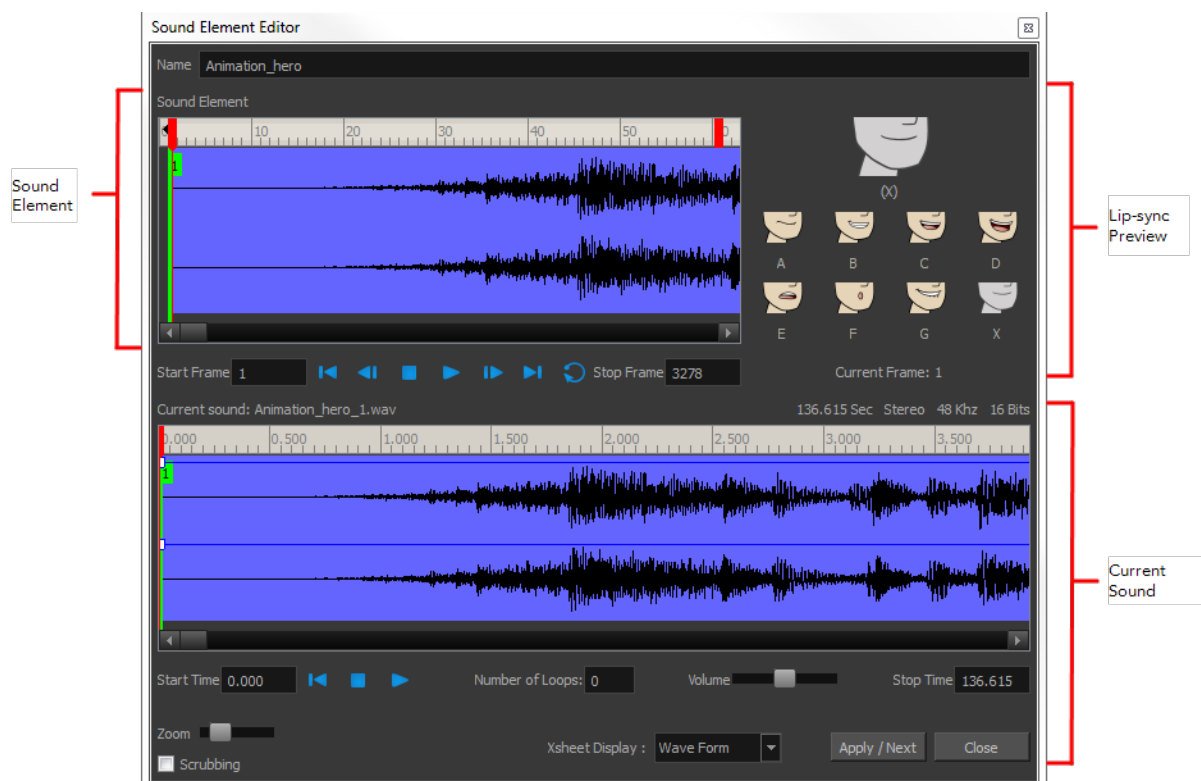 Sound Element Editor
Name Animation_hero
Sound Element
10 20 30 40 50
1
(X)
A B C D
E F G X
Start Frame 1 Stop Frame 3278 Current Frame: 1
Current sound: Animation_hero_1.wav 136.615 Sec Stereo 48 Khz 16 Bits
0.000 0.500 1.000 1.500 2.000 2.500 3.000 3.500
1
Start Time 0.000 Number of Loops: 0 Volume Stop Time 136.615
Zoom
Xsheet Display : Wave Form Apply / Next Close
Scrubbing
Sound
Element
Lip-sync
Preview
Current
Sound